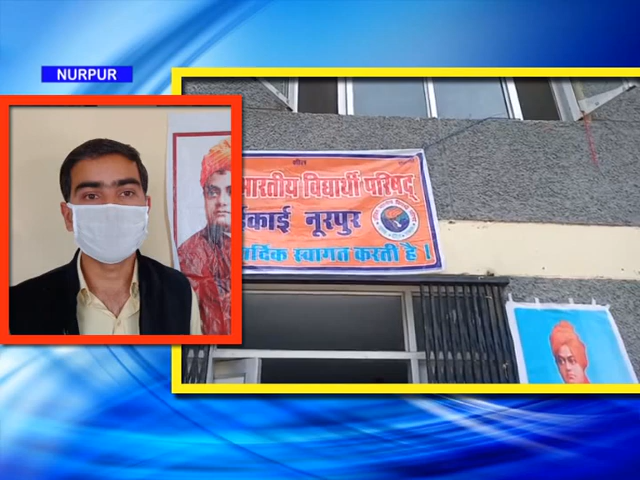 NURPUR
भारतीय विद्यार्थी परिषद्
नूरपुर
स्वागत करती है।